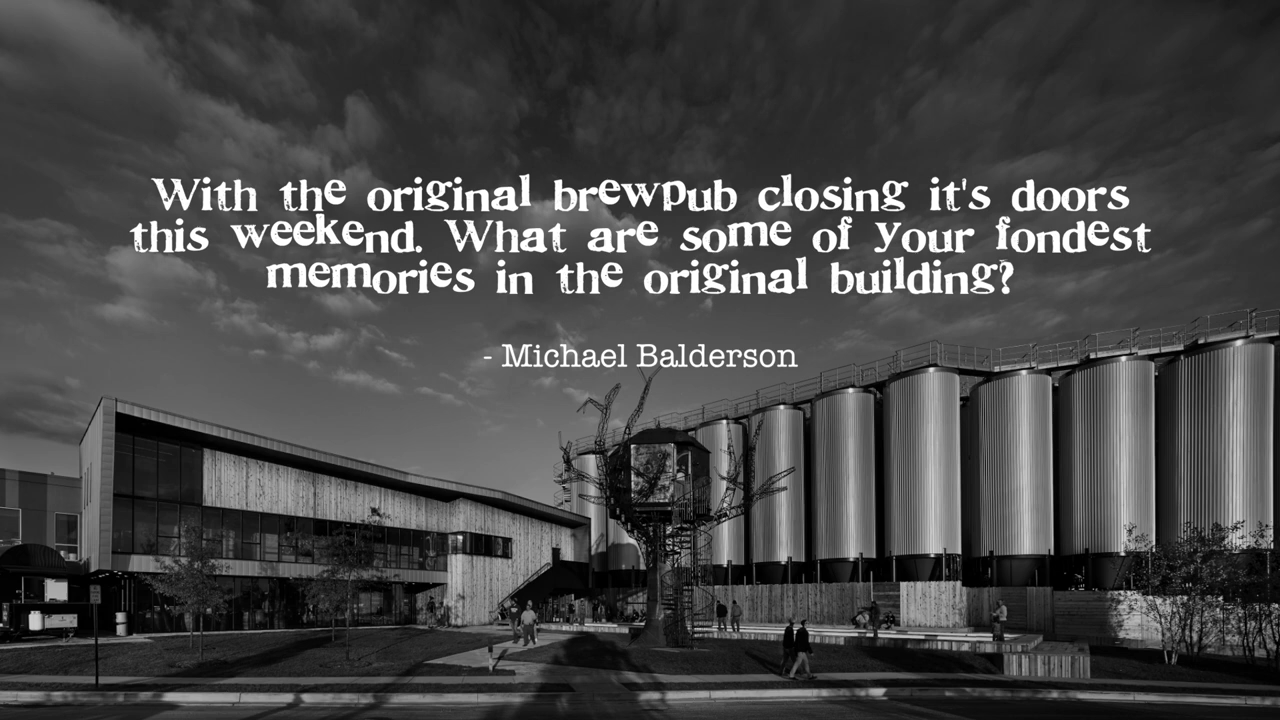 With the original brewpub closing it's doors
this weekend. What are some of your fondest
memories in the original building?
- Michael Balderson